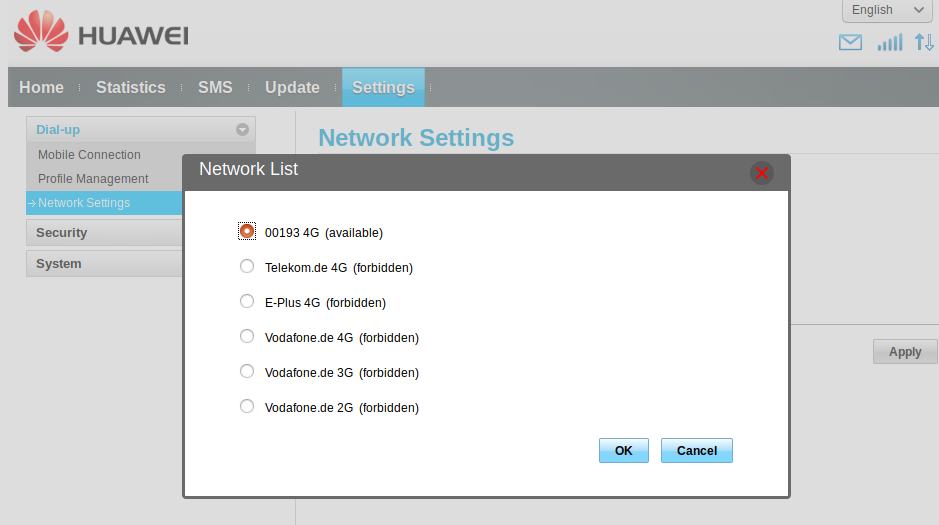 English
HUAWEI
Home Statistics SMS Update Settings
Dial-up
Mobile Connection
Profile Management
Network Settings
Security
System
Network Settings
Network List
00193 4G (available)
Telekom.de 4G (forbidden)
E-Plus 4G (forbidden)
Vodafone.de 4G (forbidden)
Vodafone.de 3G (forbidden)
Vodafone.de 2G (forbidden)
OK Cancel
Apply